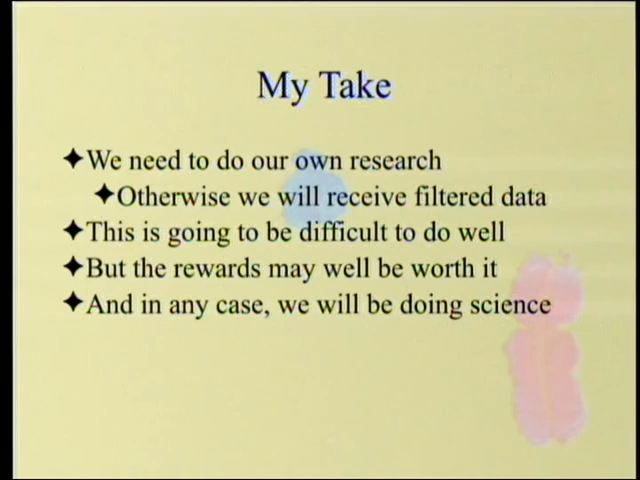 My Take
We need to do our own research
Otherwise we will receive filtered data
This is going to be difficult to do well
But the rewards may well be worth it
And in any case, we will be doing science